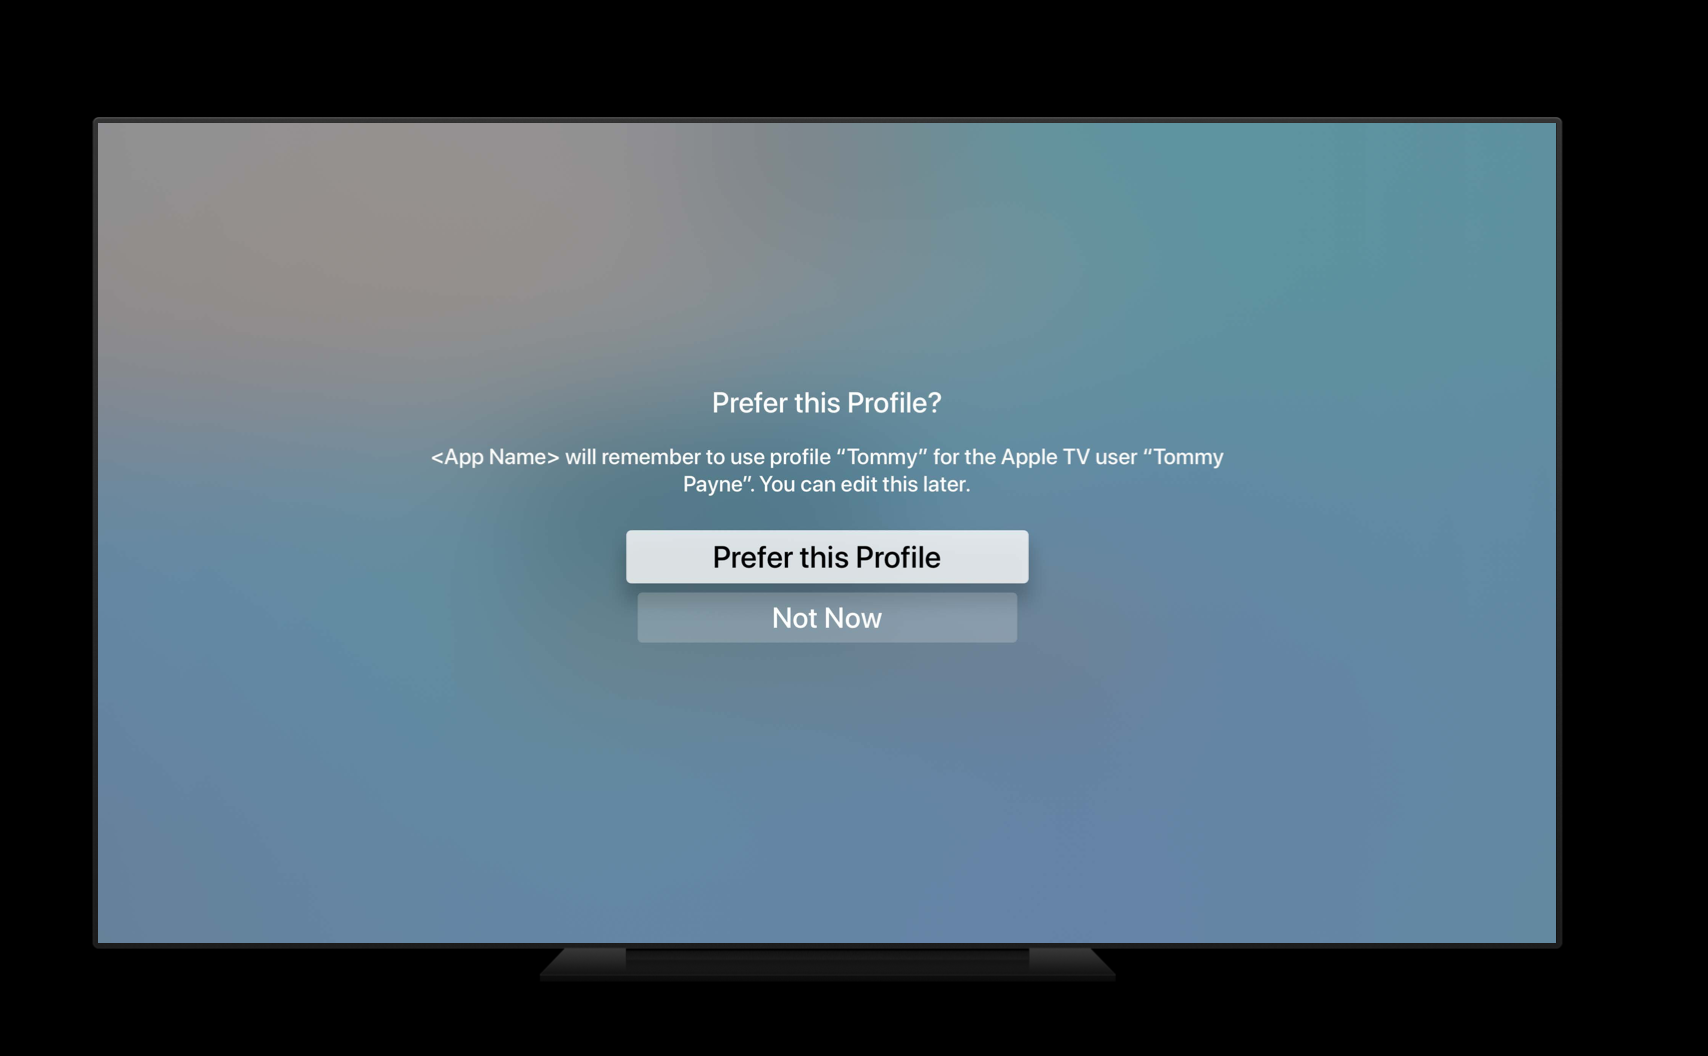 Prefer this Profile?
<App Name> will remember to use profile “Tommy” for the Apple TV user “Tommy
Payne”. You can edit this later.
Prefer this Profile
Not Now